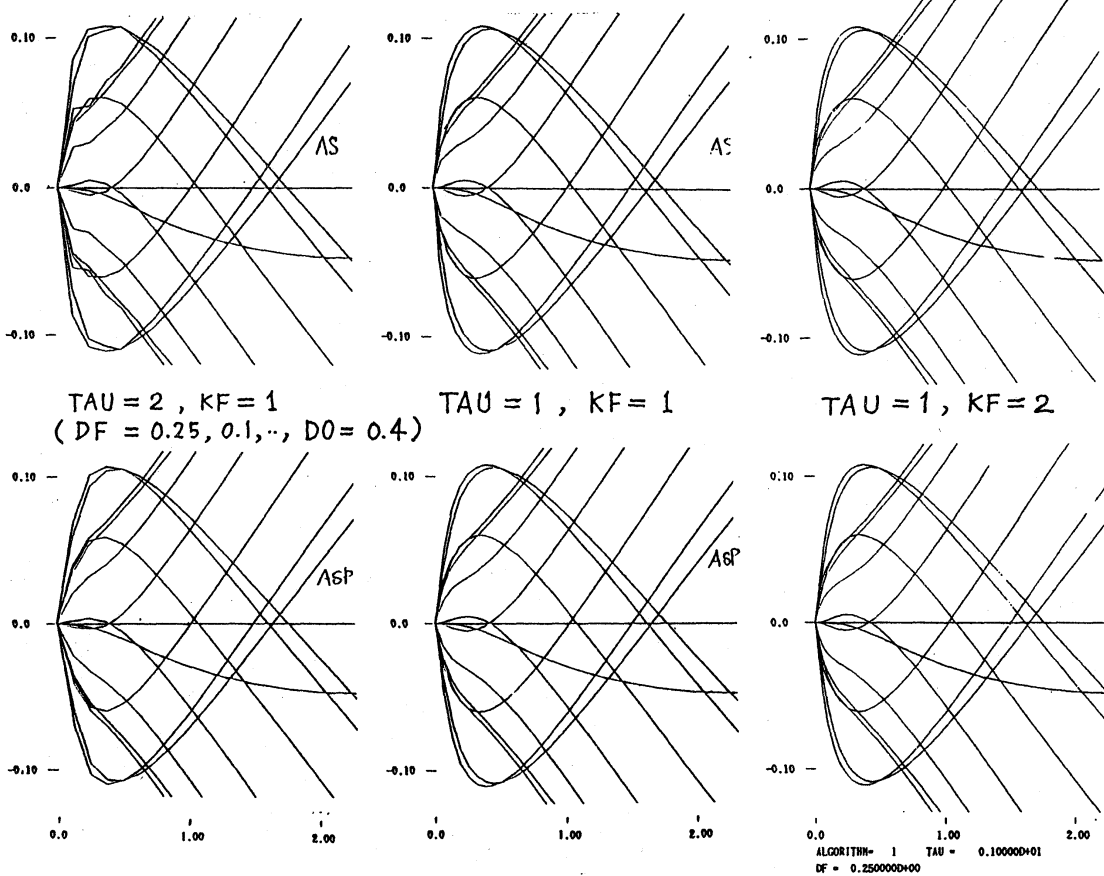 0.10
0.0
-0.10
AS
0.10
0.0
-0.10
AS
0.10
0.0
-0.10
TAU = 2 , KF = 1
( DF = 0.25, 0.1,··, D0= 0.4)
TAU = 1 , KF = 1
TAU = 1 , KF = 2
0.10
0.0
-0.10
ASP
0.10
0.0
-0.10
ASP
0.10
0.0
-0.10
0.0 1.00 2.00
0.0 1.00 2.00
0.0 1.00 2.00
ALGORITHM= 1 TAU = 0.10000D+01
DF = 0.250000D+00